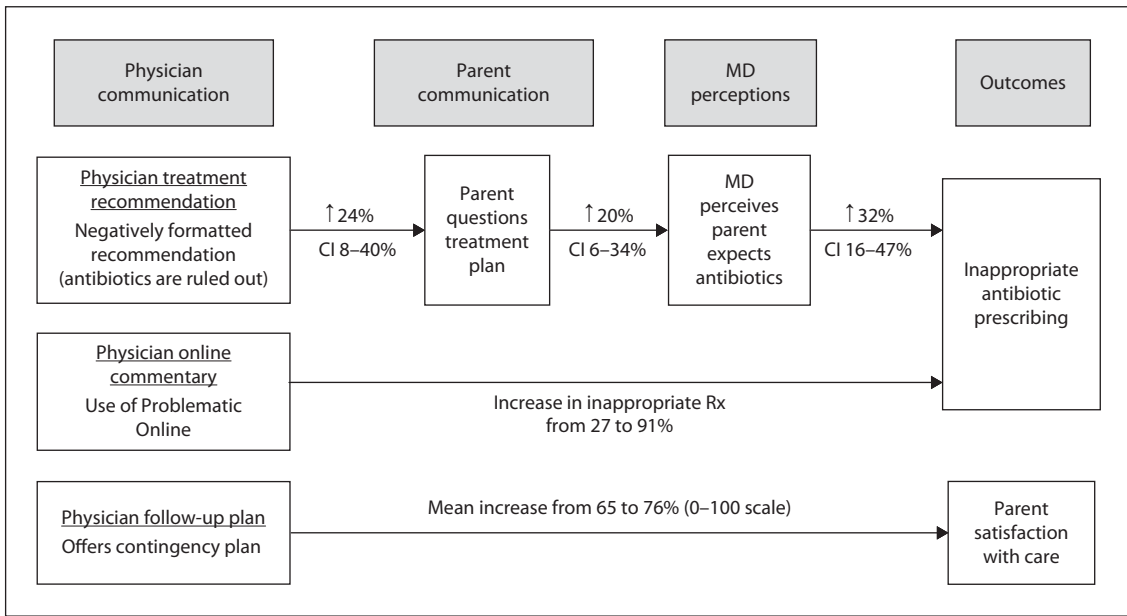 Physician
communication
Parent
communication
MD
perceptions
Outcomes
Physician treatment
recommendation
Negatively formatted
recommendation
(antibiotics are ruled out)
↑24%
CI 8–40%
Parent
questions
treatment
plan
↑20%
CI 6–34%
MD
perceives
parent
expects
antibiotics
↑32%
CI 16–47%
Inappropriate
antibiotic
prescribing
Physician online
commentary
Use of Problematic
Online
Increase in inappropriate Rx
from 27 to 91%
Physician follow-up plan
Offers contingency plan
Mean increase from 65 to 76% (0–100 scale)
Parent
satisfaction
with care